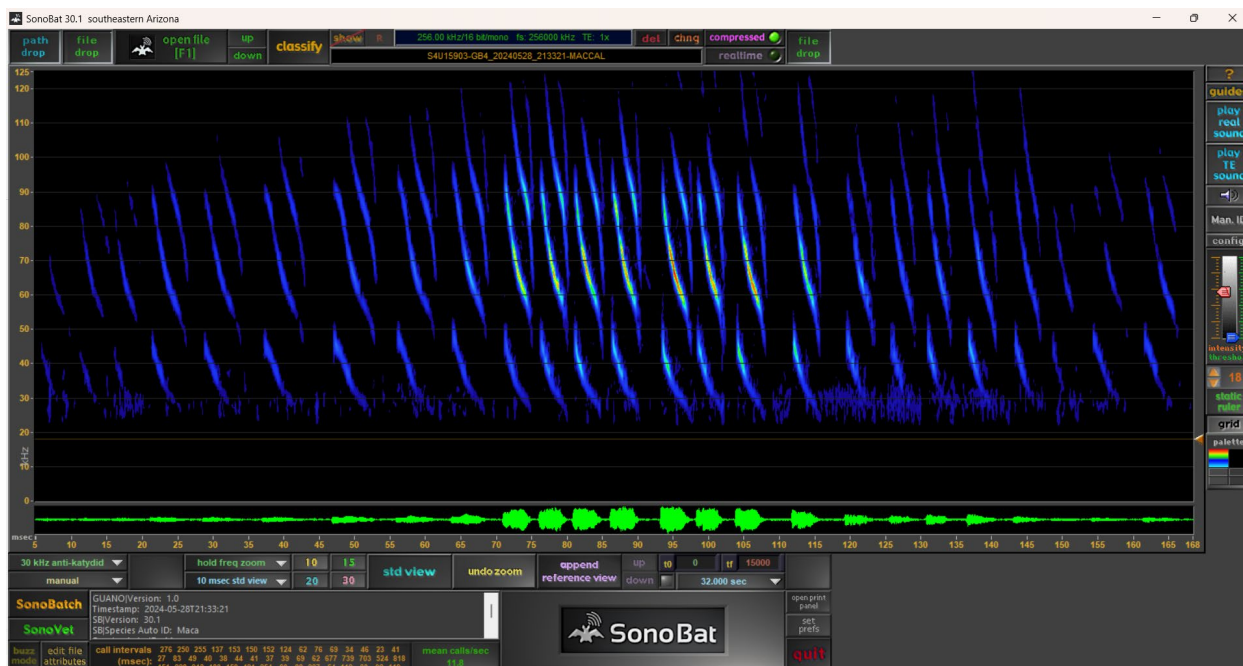 SonoBat 30.1 southeastern Arizona
path drop
file drop
open file [F1]
up
down
classify
show R
256.00 kHz/16 bit/mono fs: 256000 kHz TE: 1x
S4U15903-GB4_20240528_213321-MACCAL
del chng
compressed
realtime
file drop
125
120
110
100
90
80
70
60
50
40
30
20
10
0
kHz
?
guide
play real sound
play TE sound
Man. ID
config
intensity
threshol
18
static ruler
grid
palette
msec
5 10 15 20 25 30 35 40 45 50 55 60 65 70 75 80 85 90 95 100 105 110 115 120 125 130 135 140 145 150 155 160 165 168
30 kHz anti-katydid
manual
hold freq zoom
10 15
10 msec std view
20 30
std view
undo zoom
append reference view
up
down
t0 0 tf 15000
32.000 sec
SonoBatch
SonoVet
buzz mode
edit file attributes
GUANO|Version: 1.0
Timestamp: 2024-05-28T21:33:21
SB|Version: 30.1
SB|Species Auto ID: Maca
call intervals (msec):
276 250 255 137 153 150 152 124 62 76 69 34 46 23 41
27 83 49 40 38 44 41 37 39 69 62 677 739 703 524 818
mean calls/sec
11.8
SonoBat
open print panel
set prefs
quit